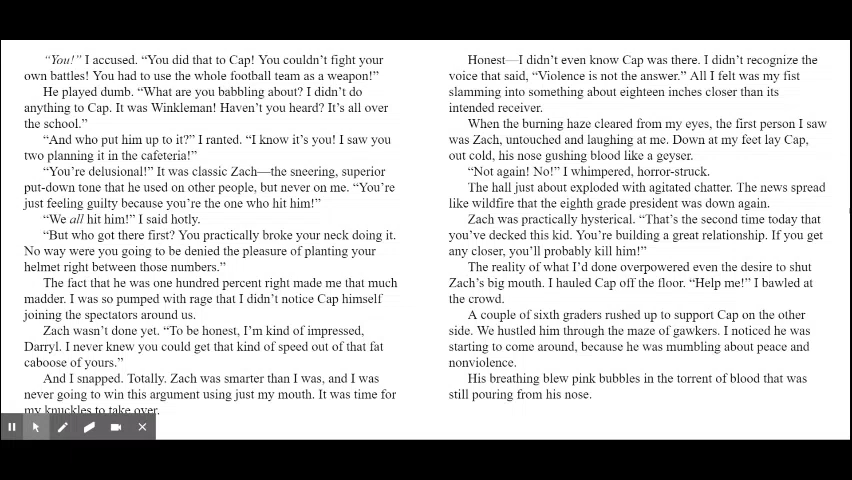 “You!” I accused. “You did that to Cap! You couldn’t fight your
own battles! You had to use the whole football team as a weapon!”
He played dumb. “What are you babbling about? I didn’t do
anything to Cap. It was Winkleman! Haven’t you heard? It’s all over
the school.”
“And who put him up to it?” I ranted. “I know it’s you! I saw you
two planning it in the cafeteria!”
“You’re delusional!” It was classic Zach—the sneering, superior
put-down tone that he used on other people, but never on me. “You’re
just feeling guilty because you’re the one who hit him!”
“We all hit him!” I said hotly.
“But who got there first? You practically broke your neck doing it.
No way were you going to be denied the pleasure of planting your
helmet right between those numbers.”
The fact that he was one hundred percent right made me that much
madder. I was so pumped with rage that I didn’t notice Cap himself
joining the spectators around us.
Zach wasn’t done yet. “To be honest, I’m kind of impressed,
Darryl. I never knew you could get that kind of speed out of that fat
caboose of yours.”
And I snapped. Totally. Zach was smarter than I was, and I was
never going to win this argument using just my mouth. It was time for
my knuckles to take over.
Honest—I didn’t even know Cap was there. I didn’t recognize the
voice that said, “Violence is not the answer.” All I felt was my fist
slamming into something about eighteen inches closer than its
intended receiver.
When the burning haze cleared from my eyes, the first person I saw
was Zach, untouched and laughing at me. Down at my feet lay Cap,
out cold, his nose gushing blood like a geyser.
“Not again! No!” I whimpered, horror-struck.
The hall just about exploded with agitated chatter. The news spread
like wildfire that the eighth grade president was down again.
Zach was practically hysterical. “That’s the second time today that
you’ve decked this kid. You’re building a great relationship. If you get
any closer, you’ll probably kill him!”
The reality of what I’d done overpowered even the desire to shut
Zach’s big mouth. I hauled Cap off the floor. “Help me!” I bawled at
the crowd.
A couple of sixth graders rushed up to support Cap on the other
side. We hustled him through the maze of gawkers. I noticed he was
starting to come around, because he was mumbling about peace and
nonviolence.
His breathing blew pink bubbles in the torrent of blood that was
still pouring from his nose.